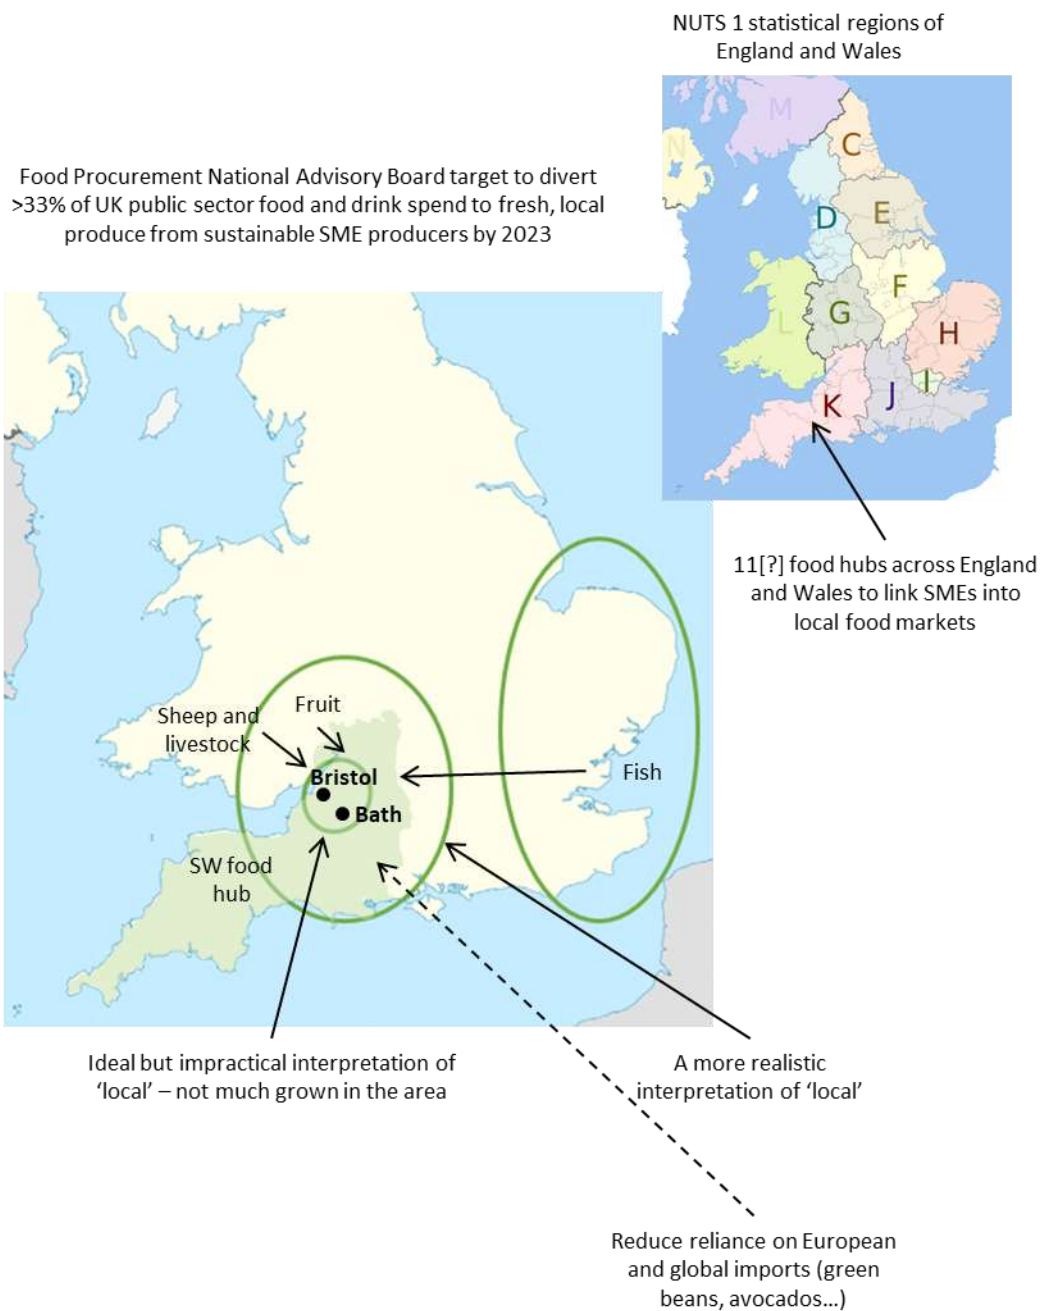 NUTS 1 statistical regions of
England and Wales
M
N
C
D
E
F
G
H
I
J
K
L
Food Procurement National Advisory Board target to divert
>33% of UK public sector food and drink spend to fresh, local
produce from sustainable SME producers by 2023
11[?] food hubs across England
and Wales to link SMEs into
local food markets
Fruit
Sheep and
livestock
Bristol
Bath
Fish
SW food
hub
Ideal but impractical interpretation of
‘local’ – not much grown in the area
A more realistic
interpretation of ‘local’
Reduce reliance on European
and global imports (green
beans, avocados…)